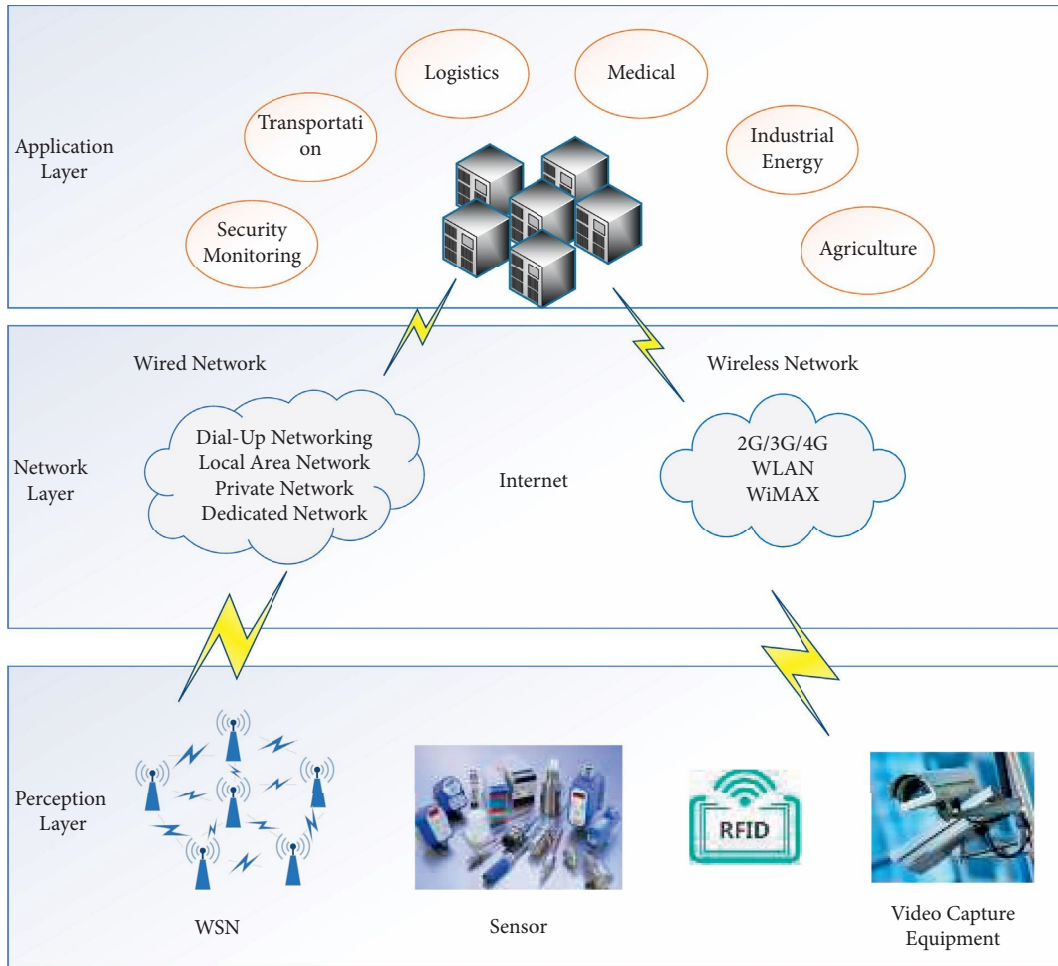 Application
Layer
Logistics
Medical
Transportati
on
Industrial
Energy
Security
Monitoring
Agriculture
Network
Layer
Wired Network
Wireless Network
Dial-Up Networking
Local Area Network
Private Network
Dedicated Network
Internet
2G/3G/4G
WLAN
WiMAX
Perception
Layer
WSN
Sensor
RFID
Video Capture
Equipment